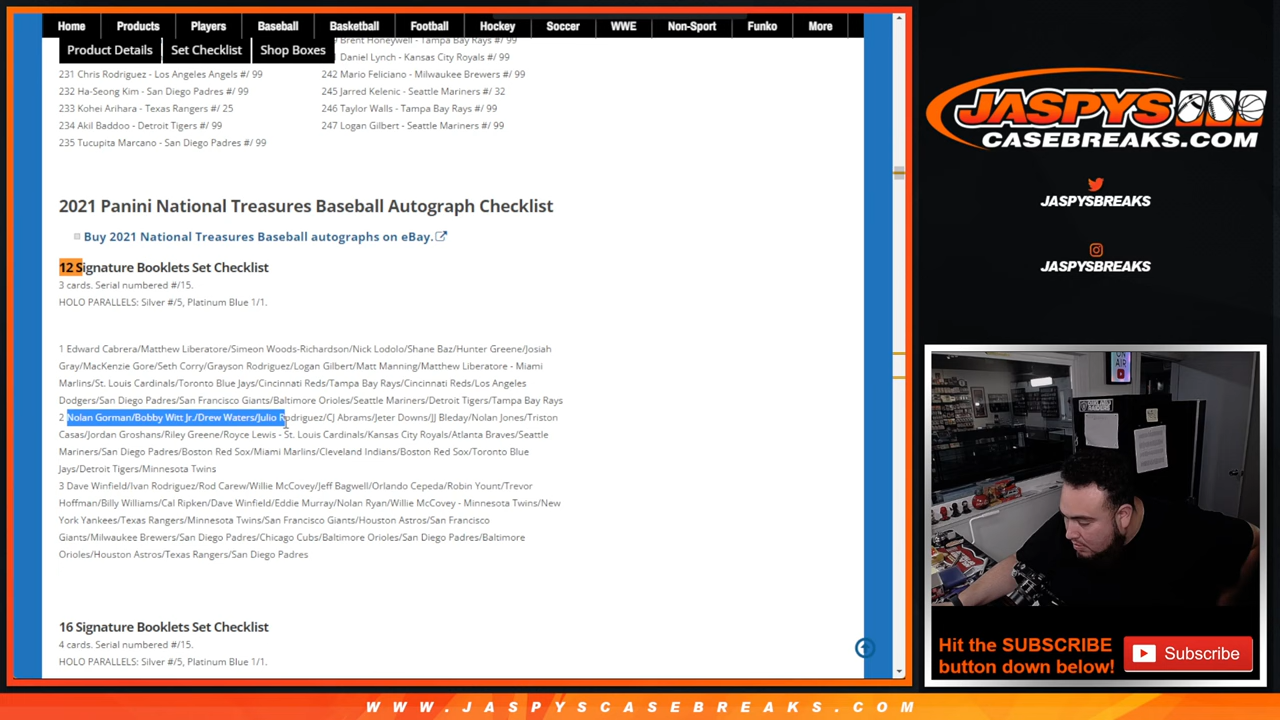 Home Products Players Baseball Basketball Football Hockey Soccer WWE Non-Sport Funko More
Brent Honeywell - Tampa Bay Rays #/ 99
Product Details Set Checklist Shop Boxes
Daniel Lynch - Kansas City Royals #/ 99
231 Chris Rodriguez - Los Angeles Angels #/ 99
242 Mario Feliciano - Milwaukee Brewers #/ 99
232 Ha-Seong Kim - San Diego Padres #/ 99
245 Jarred Kelenic - Seattle Mariners #/ 32
233 Kohei Arihara - Texas Rangers #/ 25
246 Taylor Walls - Tampa Bay Rays #/ 99
234 Akil Baddoo - Detroit Tigers #/ 99
247 Logan Gilbert - Seattle Mariners #/ 99
235 Tucupita Marcano - San Diego Padres #/ 99
2021 Panini National Treasures Baseball Autograph Checklist
Buy 2021 National Treasures Baseball autographs on eBay.
12 Signature Booklets Set Checklist
3 cards. Serial numbered #/15.
HOLO PARALLELS: Silver #/5, Platinum Blue 1/1.
1 Edward Cabrera/Matthew Liberatore/Simeon Woods-Richardson/Nick Lodolo/Shane Baz/Hunter Greene/Josiah
Gray/MacKenzie Gore/Seth Corry/Grayson Rodriguez/Logan Gilbert/Matt Manning/Matthew Liberatore - Miami
Marlins/St. Louis Cardinals/Toronto Blue Jays/Cincinnati Reds/Tampa Bay Rays/Cincinnati Reds/Los Angeles
Dodgers/San Diego Padres/San Francisco Giants/Baltimore Orioles/Seattle Mariners/Detroit Tigers/Tampa Bay Rays
2 Nolan Gorman/Bobby Witt Jr./Drew Waters/Julio Rodriguez/CJ Abrams/Jeter Downs/JJ Bleday/Nolan Jones/Triston
Casas/Jordan Groshans/Riley Greene/Royce Lewis - St. Louis Cardinals/Kansas City Royals/Atlanta Braves/Seattle
Mariners/San Diego Padres/Boston Red Sox/Miami Marlins/Cleveland Indians/Boston Red Sox/Toronto Blue
Jays/Detroit Tigers/Minnesota Twins
3 Dave Winfield/Ivan Rodriguez/Rod Carew/Willie McCovey/Jeff Bagwell/Orlando Cepeda/Robin Yount/Trevor
Hoffman/Billy Williams/Cal Ripken/Dave Winfield/Eddie Murray/Nolan Ryan/Willie McCovey - Minnesota Twins/New
York Yankees/Texas Rangers/Minnesota Twins/San Francisco Giants/Houston Astros/San Francisco
Giants/Milwaukee Brewers/San Diego Padres/Chicago Cubs/Baltimore Orioles/San Diego Padres/Baltimore
Orioles/Houston Astros/Texas Rangers/San Diego Padres
16 Signature Booklets Set Checklist
4 cards. Serial numbered #/15.
HOLO PARALLELS: Silver #/5, Platinum Blue 1/1.
JASPYS
CASEBREAKS.COM
JASPYSBREAKS
JASPYSBREAKS
Hit the SUBSCRIBE
button down below!
Subscribe
WWW.JASPYSCASEBREAKS.COM